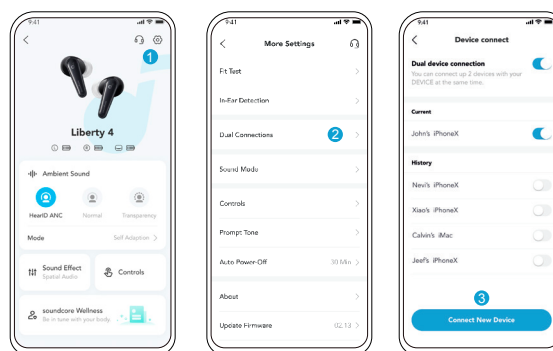 9:41
1
Liberty 4
Ambient Sound
HearID ANC
Normal
Transparency
Mode
Self Adaption >
Sound Effect
Spatial Audio
Controls
soundcore Wellness
Be in tune with your body.
9:41
< More Settings
Fit Test >
In-Ear Detection >
Dual Connections 2 >
Sound Mode >
Controls >
Prompt Tone >
Auto Power-Off 30 Min >
About >
Update Firmware 02.13 >
9:41
< Device connect
Dual device connection
You can connect up 2 devices with your
DEVICE at the same time.
Current
John's iPhoneX
History
Nevi's iPhoneX
Xiao's iPhoneX
Calvin's iMac
Jeef's iPhoneX
3
Connect New Device